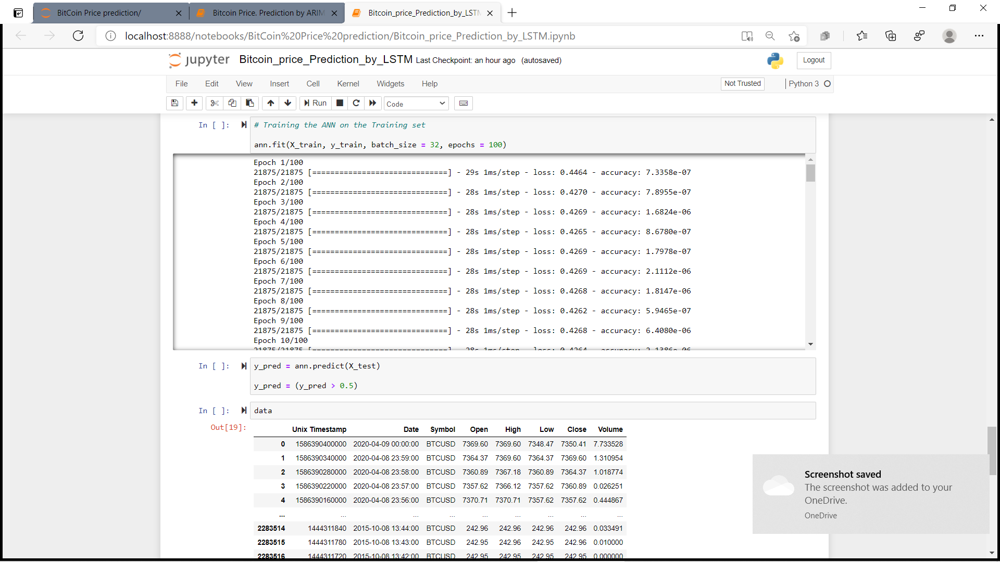 BitCoin Price prediction/
Bitcoin Price. Prediction by ARIM
Bitcoin_price_Prediction_by_LSTM
localhost:8888/notebooks/BitCoin%20Price%20prediction/Bitcoin_price_Prediction_by_LSTM.ipynb
jupyter Bitcoin_price_Prediction_by_LSTM Last Checkpoint: an hour ago (autosaved)
Logout
File Edit View Insert Cell Kernel Widgets Help
Not Trusted
Python 3
Run
Code
In [ ]: # Training the ANN on the Training set
ann.fit(X_train, y_train, batch_size = 32, epochs = 100)
Epoch 1/100
21875/21875 [==============================] - 29s 1ms/step - loss: 0.4464 - accuracy: 7.3358e-07
Epoch 2/100
21875/21875 [==============================] - 28s 1ms/step - loss: 0.4270 - accuracy: 7.8955e-07
Epoch 3/100
21875/21875 [==============================] - 28s 1ms/step - loss: 0.4269 - accuracy: 1.6824e-06
Epoch 4/100
21875/21875 [==============================] - 28s 1ms/step - loss: 0.4265 - accuracy: 8.6780e-07
Epoch 5/100
21875/21875 [==============================] - 28s 1ms/step - loss: 0.4269 - accuracy: 1.7978e-07
Epoch 6/100
21875/21875 [==============================] - 28s 1ms/step - loss: 0.4269 - accuracy: 2.1112e-06
Epoch 7/100
21875/21875 [==============================] - 28s 1ms/step - loss: 0.4268 - accuracy: 1.8147e-06
Epoch 8/100
21875/21875 [==============================] - 28s 1ms/step - loss: 0.4262 - accuracy: 5.9465e-07
Epoch 9/100
21875/21875 [==============================] - 28s 1ms/step - loss: 0.4268 - accuracy: 6.4080e-06
Epoch 10/100
21875/21875 [==============================] - 28s 1ms/step - loss: 0.4264 - accuracy: 2.1386e-06
In [ ]: y_pred = ann.predict(X_test)
y_pred = (y_pred > 0.5)
In [ ]: data
Out[19]:
Unix Timestamp Date Symbol Open High Low Close Volume
0 1586390400000 2020-04-09 00:00:00 BTCUSD 7369.60 7369.60 7348.47 7350.41 7.733528
1 1586390340000 2020-04-08 23:59:00 BTCUSD 7364.37 7369.60 7364.37 7369.60 1.310954
2 1586390280000 2020-04-08 23:58:00 BTCUSD 7360.89 7367.18 7360.89 7364.37 1.018774
3 1586390220000 2020-04-08 23:57:00 BTCUSD 7357.62 7366.12 7357.62 7360.89 0.026251
4 1586390160000 2020-04-08 23:56:00 BTCUSD 7370.71 7370.71 7357.62 7357.62 0.444867
... ... ... ... ... ... ... ... ...
2283514 1444311840 2015-10-08 13:44:00 BTCUSD 242.96 242.96 242.96 242.96 0.033491
2283515 1444311780 2015-10-08 13:43:00 BTCUSD 242.95 242.96 242.95 242.96 0.010000
2283516 1444311720 2015-10-08 13:42:00 BTCUSD 242.95 242.95 242.95 242.95 0.000000
Screenshot saved
The screenshot was added to your
OneDrive.
OneDrive